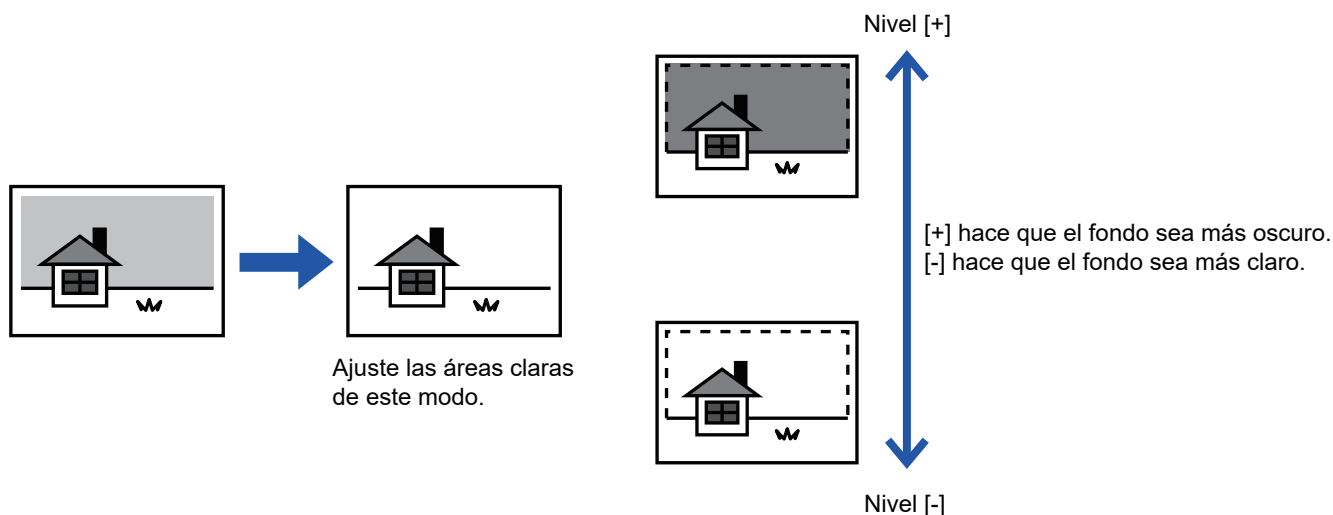 Nivel [+]
[+] hace que el fondo sea más oscuro.
[-] hace que el fondo sea más claro.
Ajuste las áreas claras
de este modo.
Nivel [-]